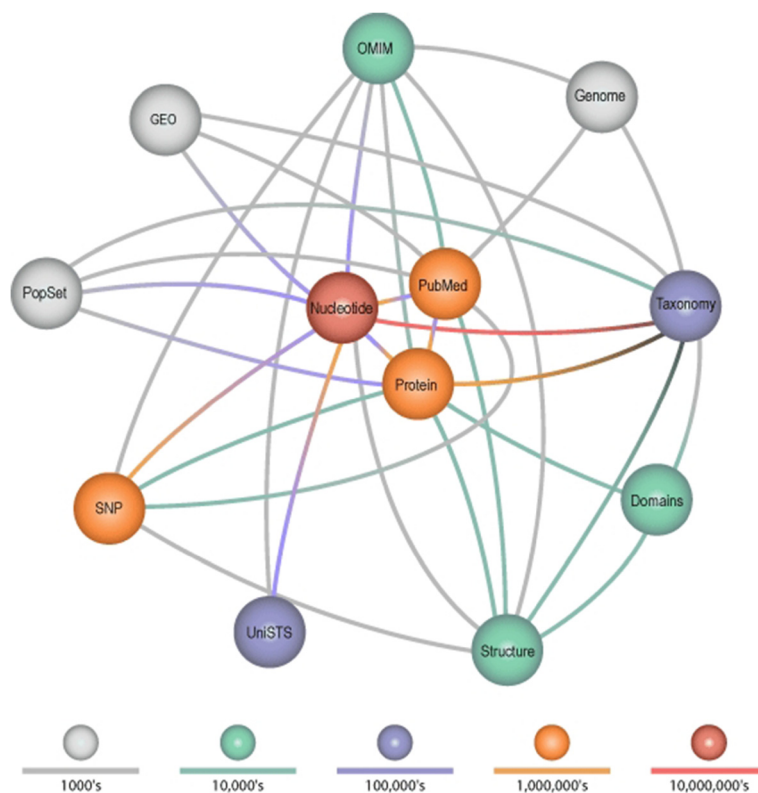 OMIM
Genome
GEO
PubMed
PopSet
Nucleotide
Taxonomy
Protein
SNP
Domains
UniSTS
Structure
1000's
10,000's
100,000's
1,000,000's
10,000,000's